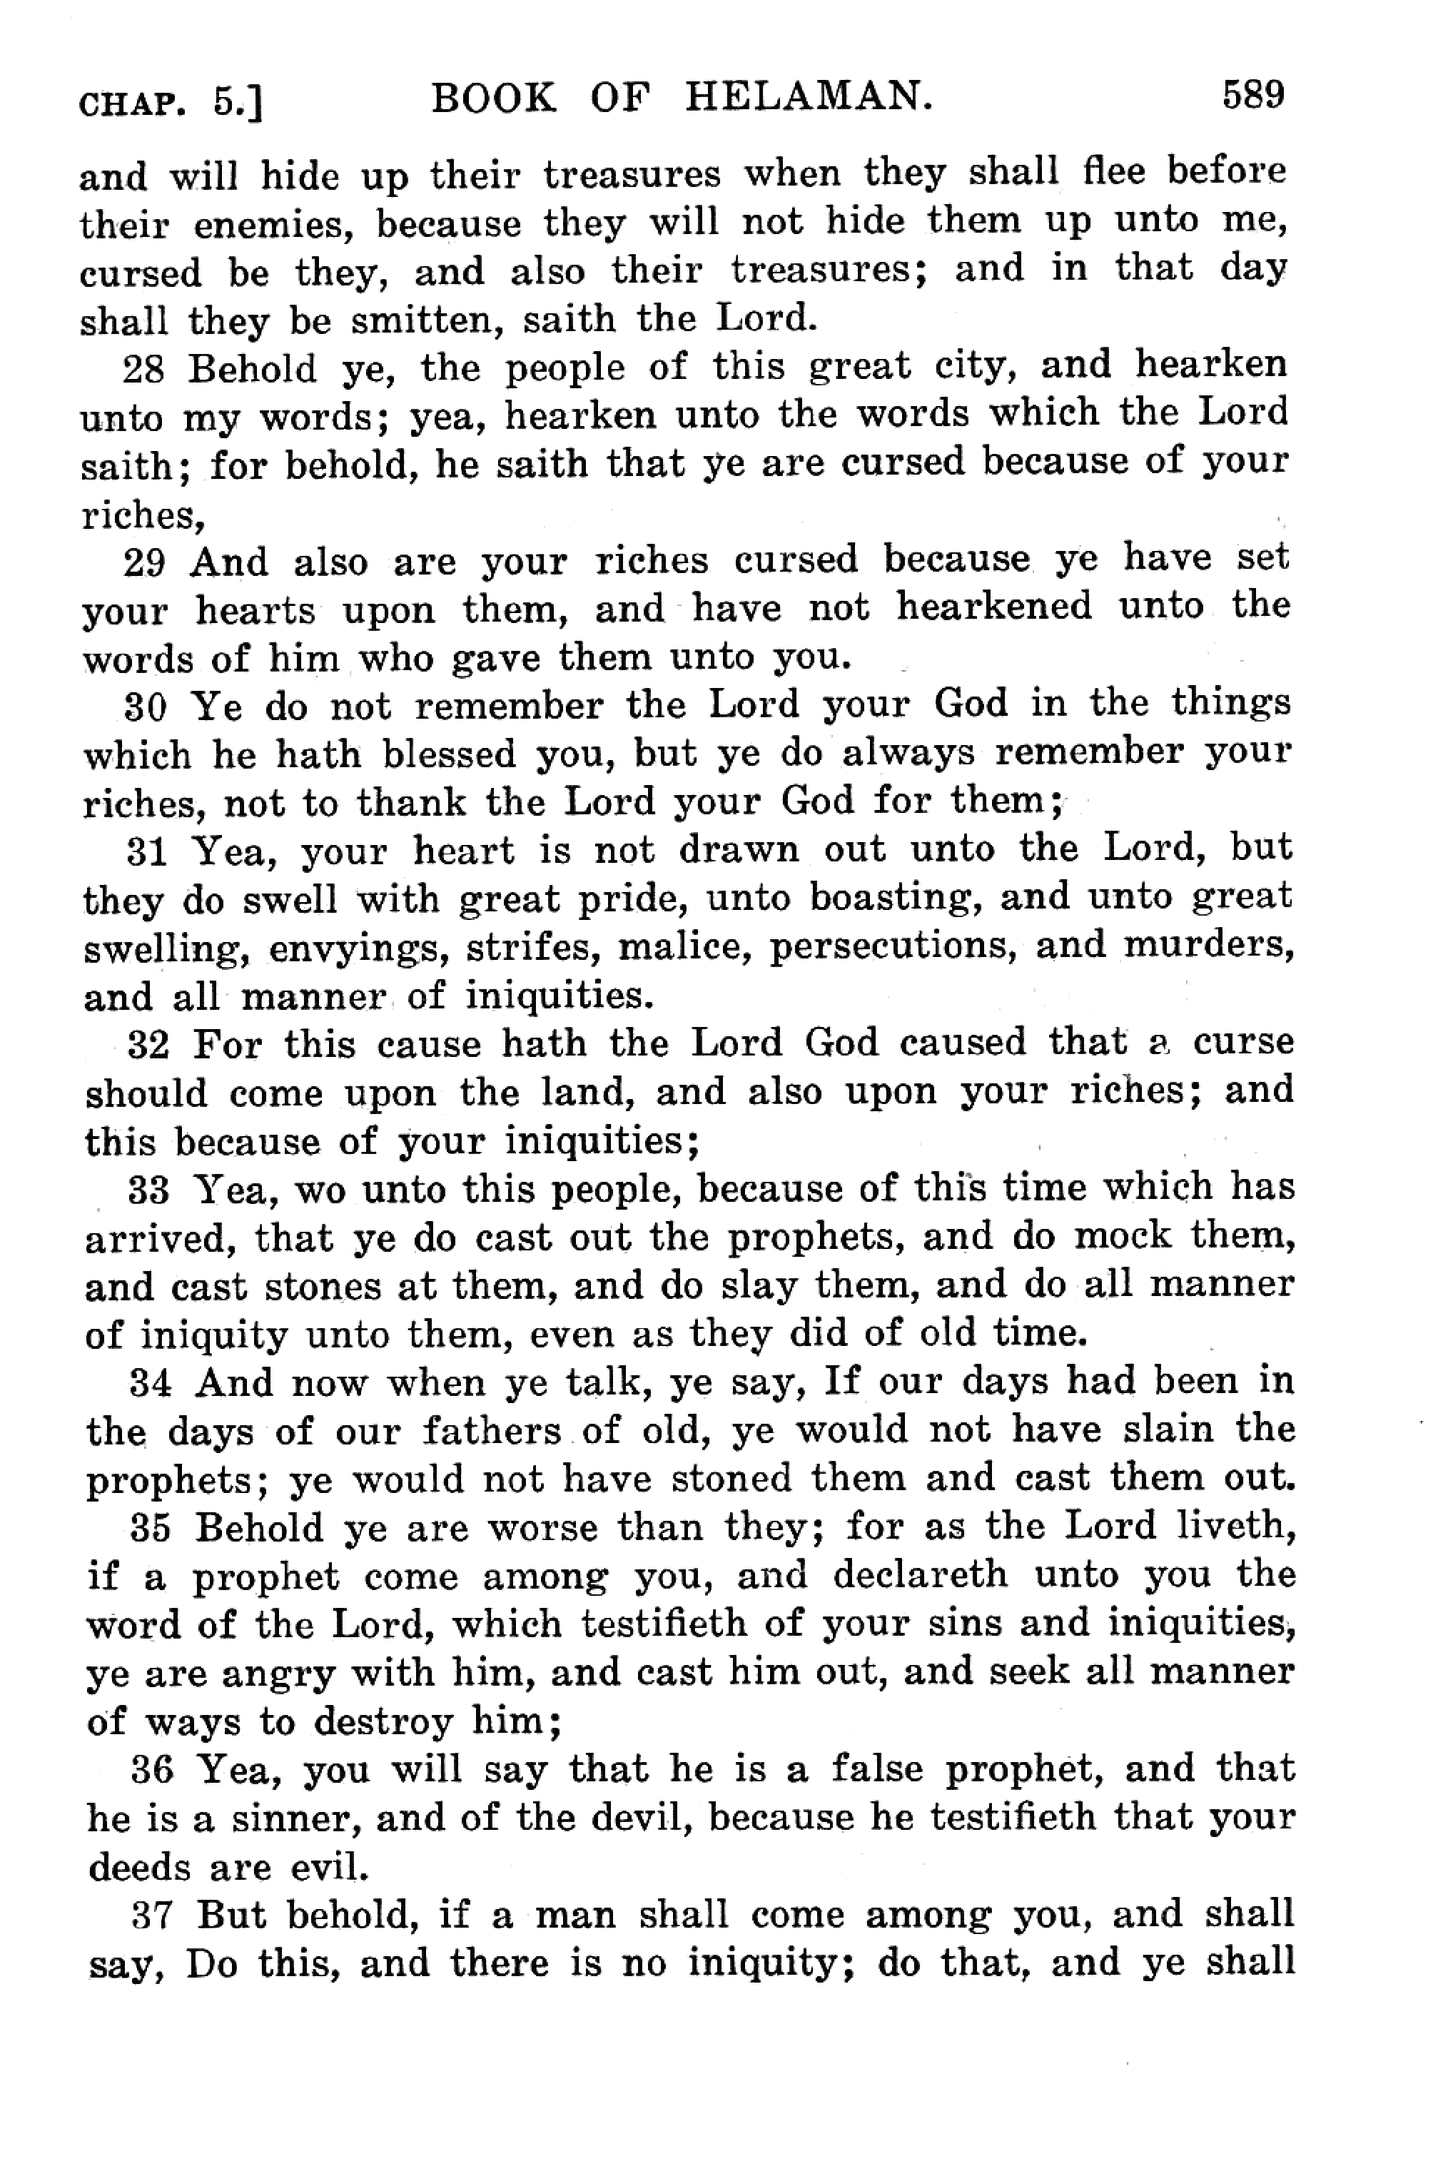 CHAP. 5.] BOOK OF HELAMAN. 589
and will hide up their treasures when they shall flee before
their enemies, because they will not hide them up unto me,
cursed be they, and also their treasures; and in that day
shall they be smitten, saith the Lord.
28 Behold ye, the people of this great city, and hearken
unto my words; yea, hearken unto the words which the Lord
saith; for behold, he saith that ye are cursed because of your
riches,
29 And also are your riches cursed because ye have set
your hearts upon them, and have not hearkened unto the
words of him who gave them unto you.
30 Ye do not remember the Lord your God in the things
which he hath blessed you, but ye do always remember your
riches, not to thank the Lord your God for them;
31 Yea, your heart is not drawn out unto the Lord, but
they do swell with great pride, unto boasting, and unto great
swelling, envyings, strifes, malice, persecutions, and murders,
and all manner of iniquities.
32 For this cause hath the Lord God caused that a curse
should come upon the land, and also upon your riches; and
this because of your iniquities;
33 Yea, wo unto this people, because of this time which has
arrived, that ye do cast out the prophets, and do mock them,
and cast stones at them, and do slay them, and do all manner
of iniquity unto them, even as they did of old time.
34 And now when ye talk, ye say, If our days had been in
the days of our fathers of old, ye would not have slain the
prophets; ye would not have stoned them and cast them out.
35 Behold ye are worse than they; for as the Lord liveth,
if a prophet come among you, and declareth unto you the
word of the Lord, which testifieth of your sins and iniquities,
ye are angry with him, and cast him out, and seek all manner
of ways to destroy him;
36 Yea, you will say that he is a false prophet, and that
he is a sinner, and of the devil, because he testifieth that your
deeds are evil.
37 But behold, if a man shall come among you, and shall
say, Do this, and there is no iniquity; do that, and ye shall